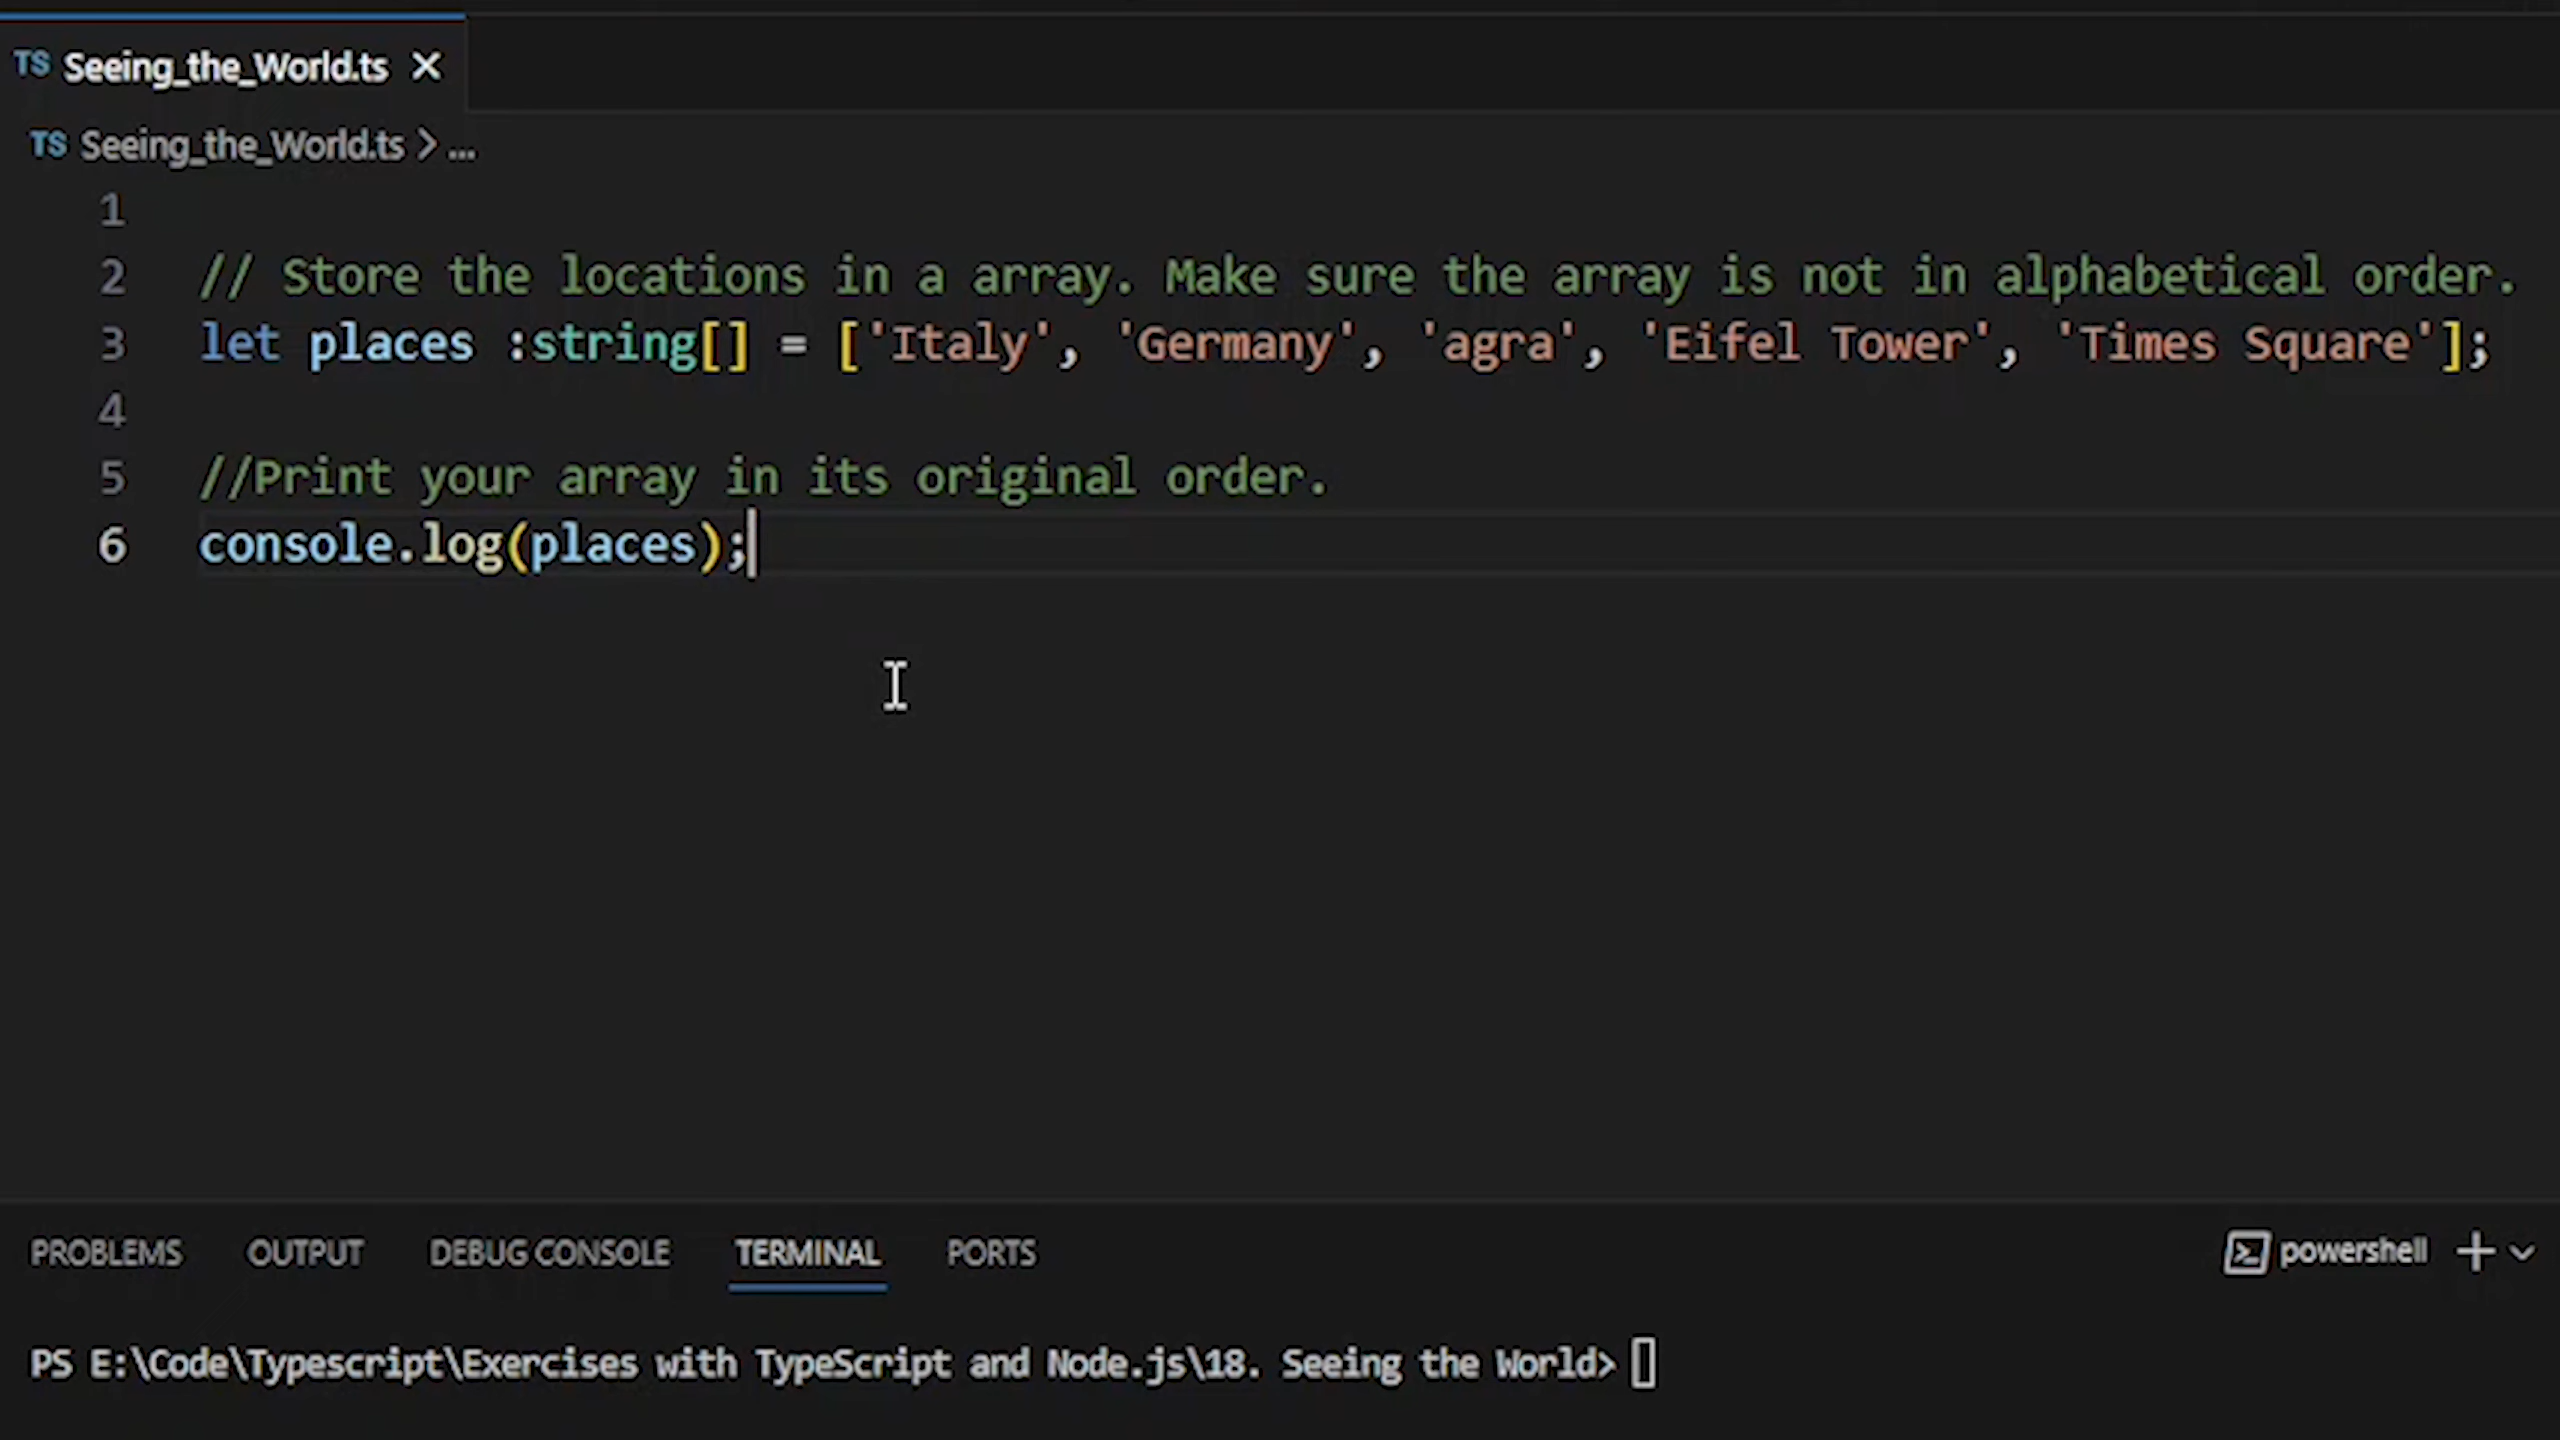 TS Seeing_the_World.ts ×
TS Seeing_the_World.ts > ...
1
2 // Store the locations in a array. Make sure the array is not in alphabetical order.
3 let places :string[] = ['Italy', 'Germany', 'agra', 'Eifel Tower', 'Times Square'];
4
5 //Print your array in its original order.
6 console.log(places);
PROBLEMS OUTPUT DEBUG CONSOLE TERMINAL PORTS powershell
PS E:\Code\Typescript\Exercises with TypeScript and Node.js\18. Seeing the World>